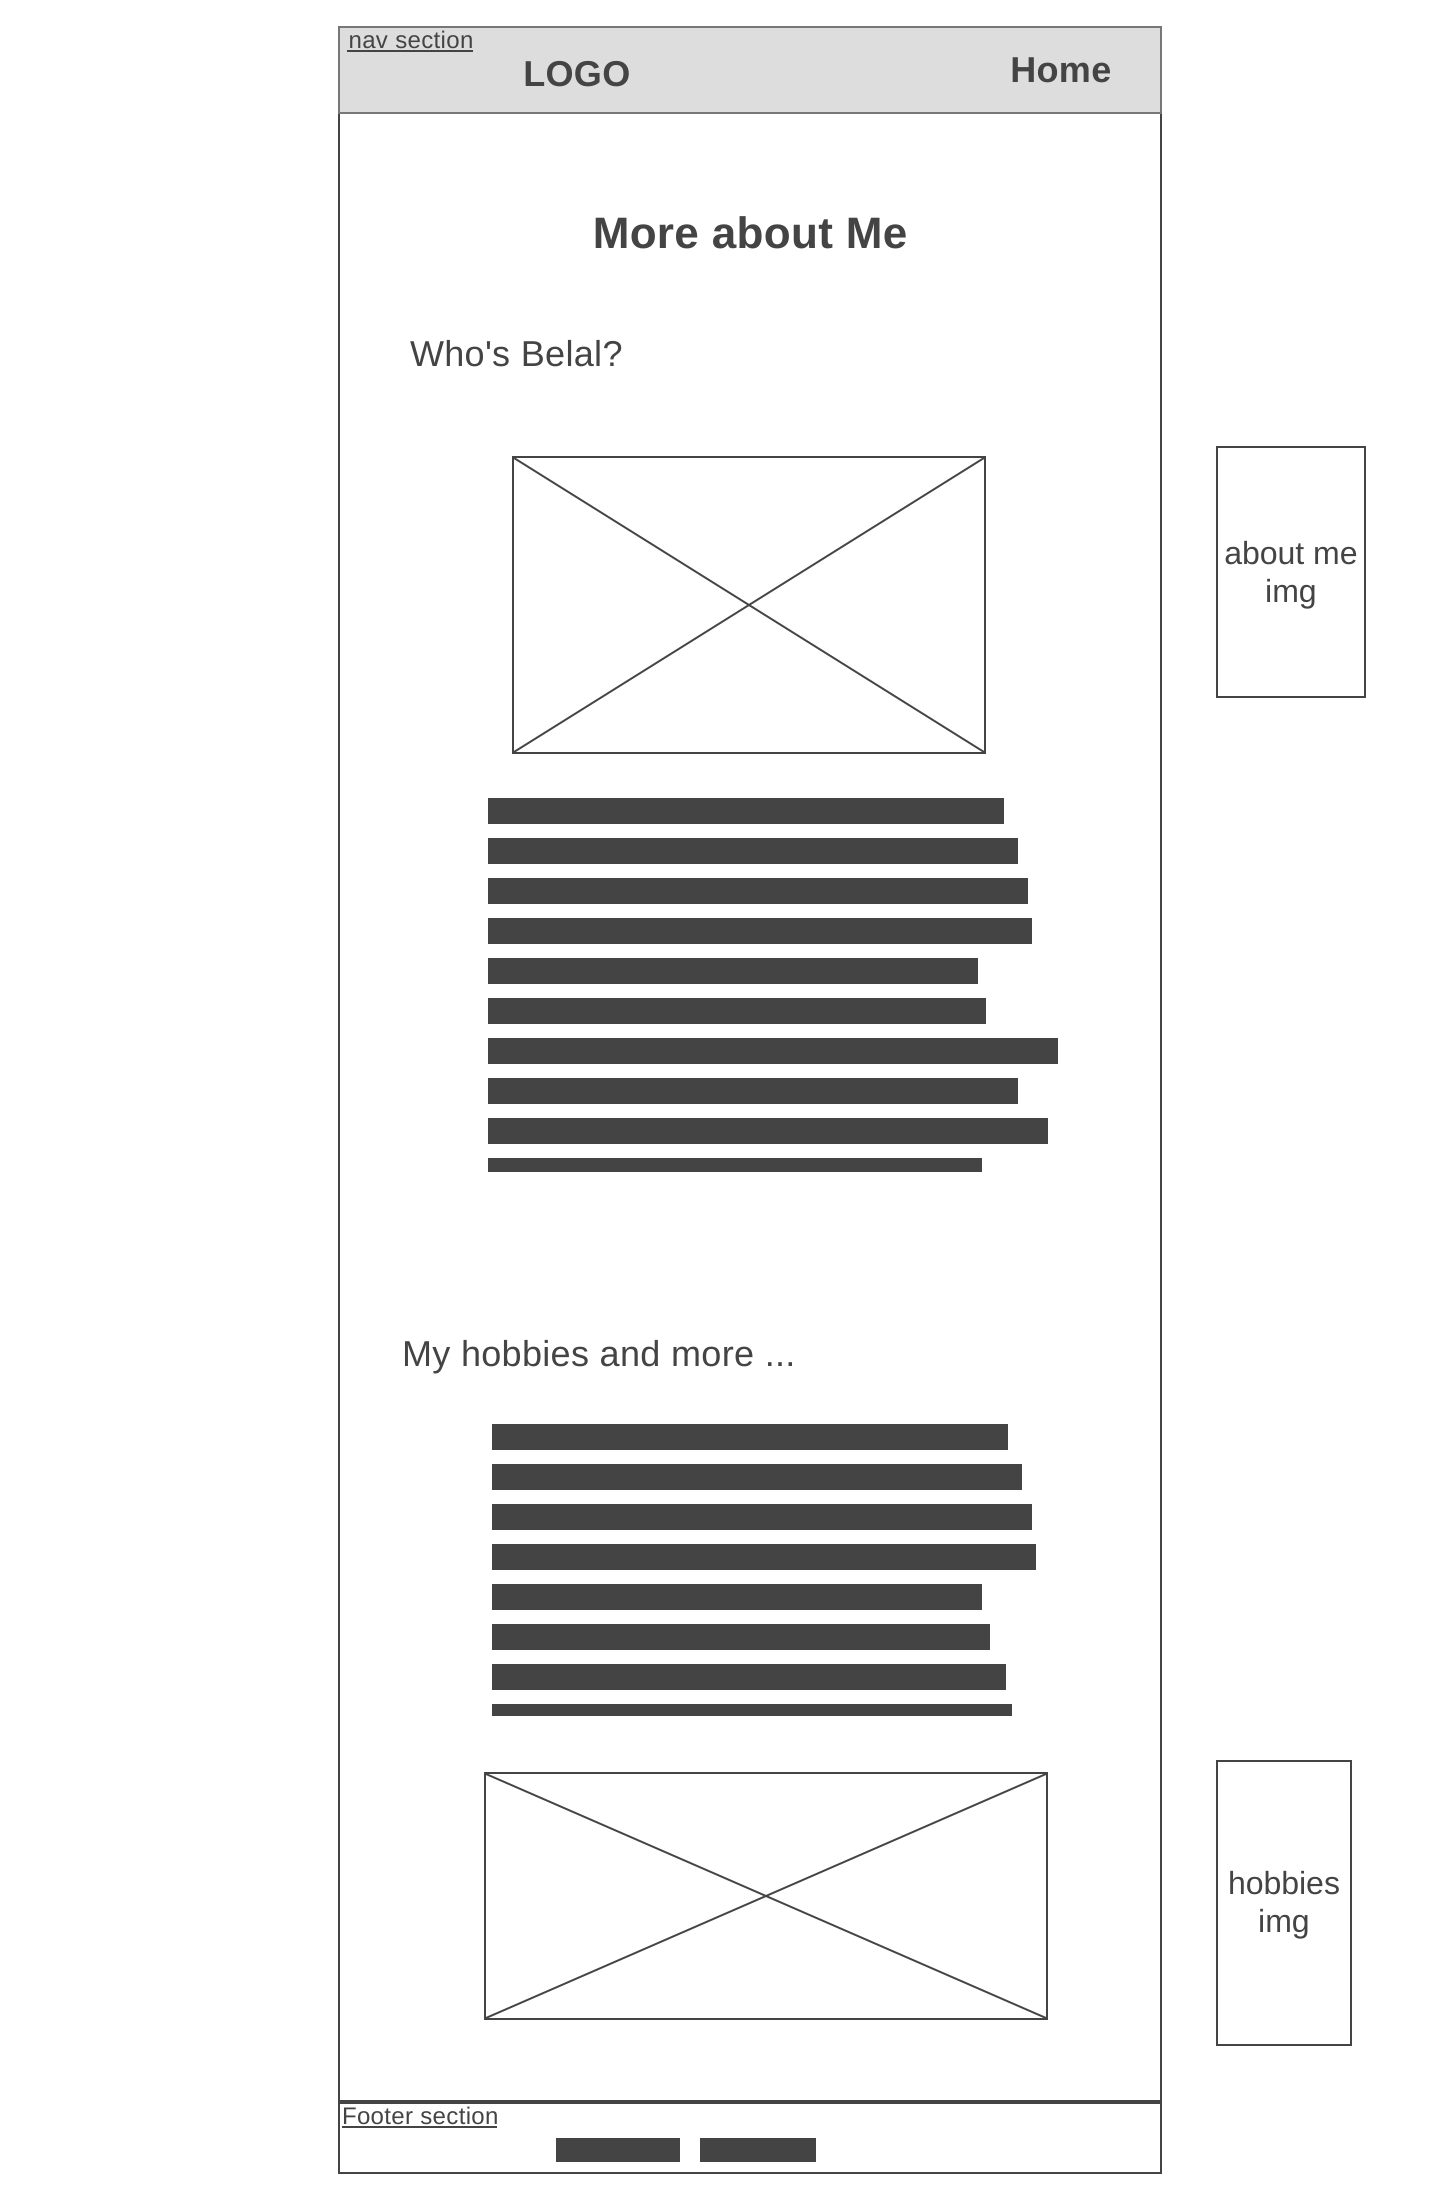 nav section
LOGO
Home
More about Me
Who's Belal?
about me
img
My hobbies and more ...
hobbies
img
Footer section